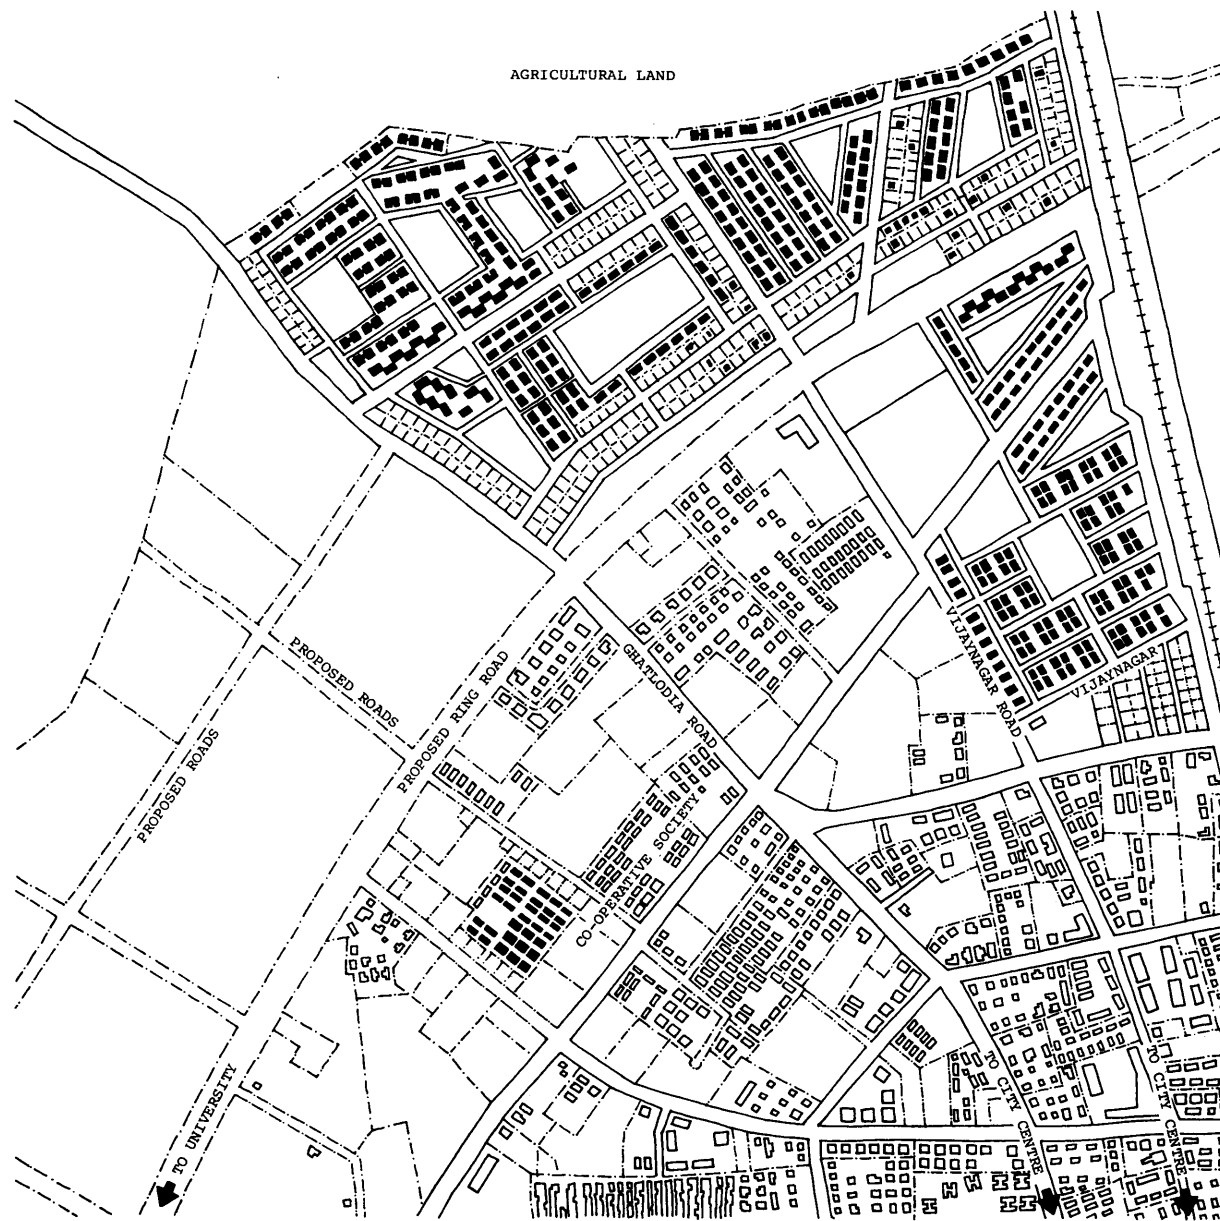 AGRICULTURAL LAND
PROPOSED ROADS
PROPOSED ROADS
PROPOSED RING ROAD
GHATLODIA ROAD
VIJAYNAGAR ROAD
VIJAYNAGAR
CO-OPERATIVE SOCIETY
TO UNIVERSITY
TO CITY CENTRE
TO CITY CENTRE